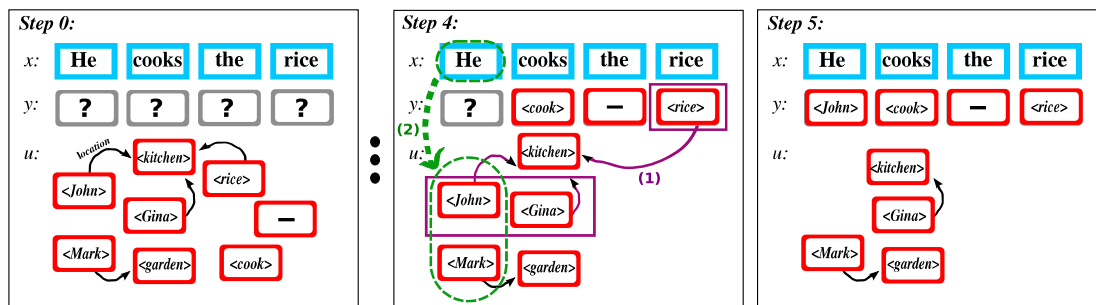 Step 0:
x: He cooks the rice
y: ? ? ? ?
u: location <kitchen>
<John> <rice>
<Gina> –
<Mark> <garden> <cook>
Step 4:
x: He cooks the rice
y: ? <cook> – <rice>
(2)
u: <kitchen>
(1)
<John> <Gina>
<Mark> <garden>
Step 5:
x: He cooks the rice
y: <John> <cook> – <rice>
u: <kitchen>
<Gina>
<Mark> <garden>